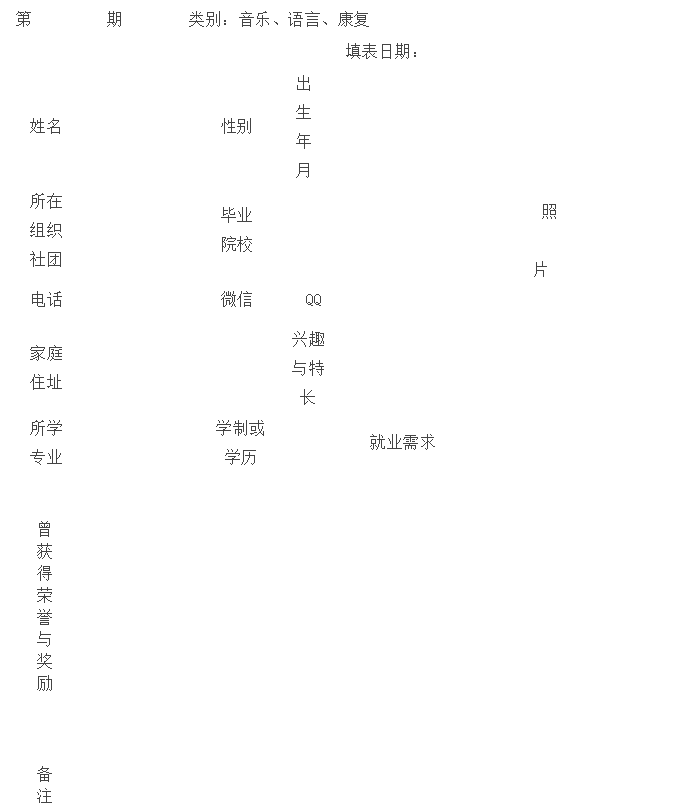 第 期 类别：音乐、语言、康复
填表日期：
姓名
性别
出
生
年
月
所在
组织
社团
毕业
院校
照
片
电话
微信
QQ
家庭
住址
兴趣
与特
长
所学
专业
学制或
学历
就业需求
曾
获
得
荣
誉
与
奖
励
备
注